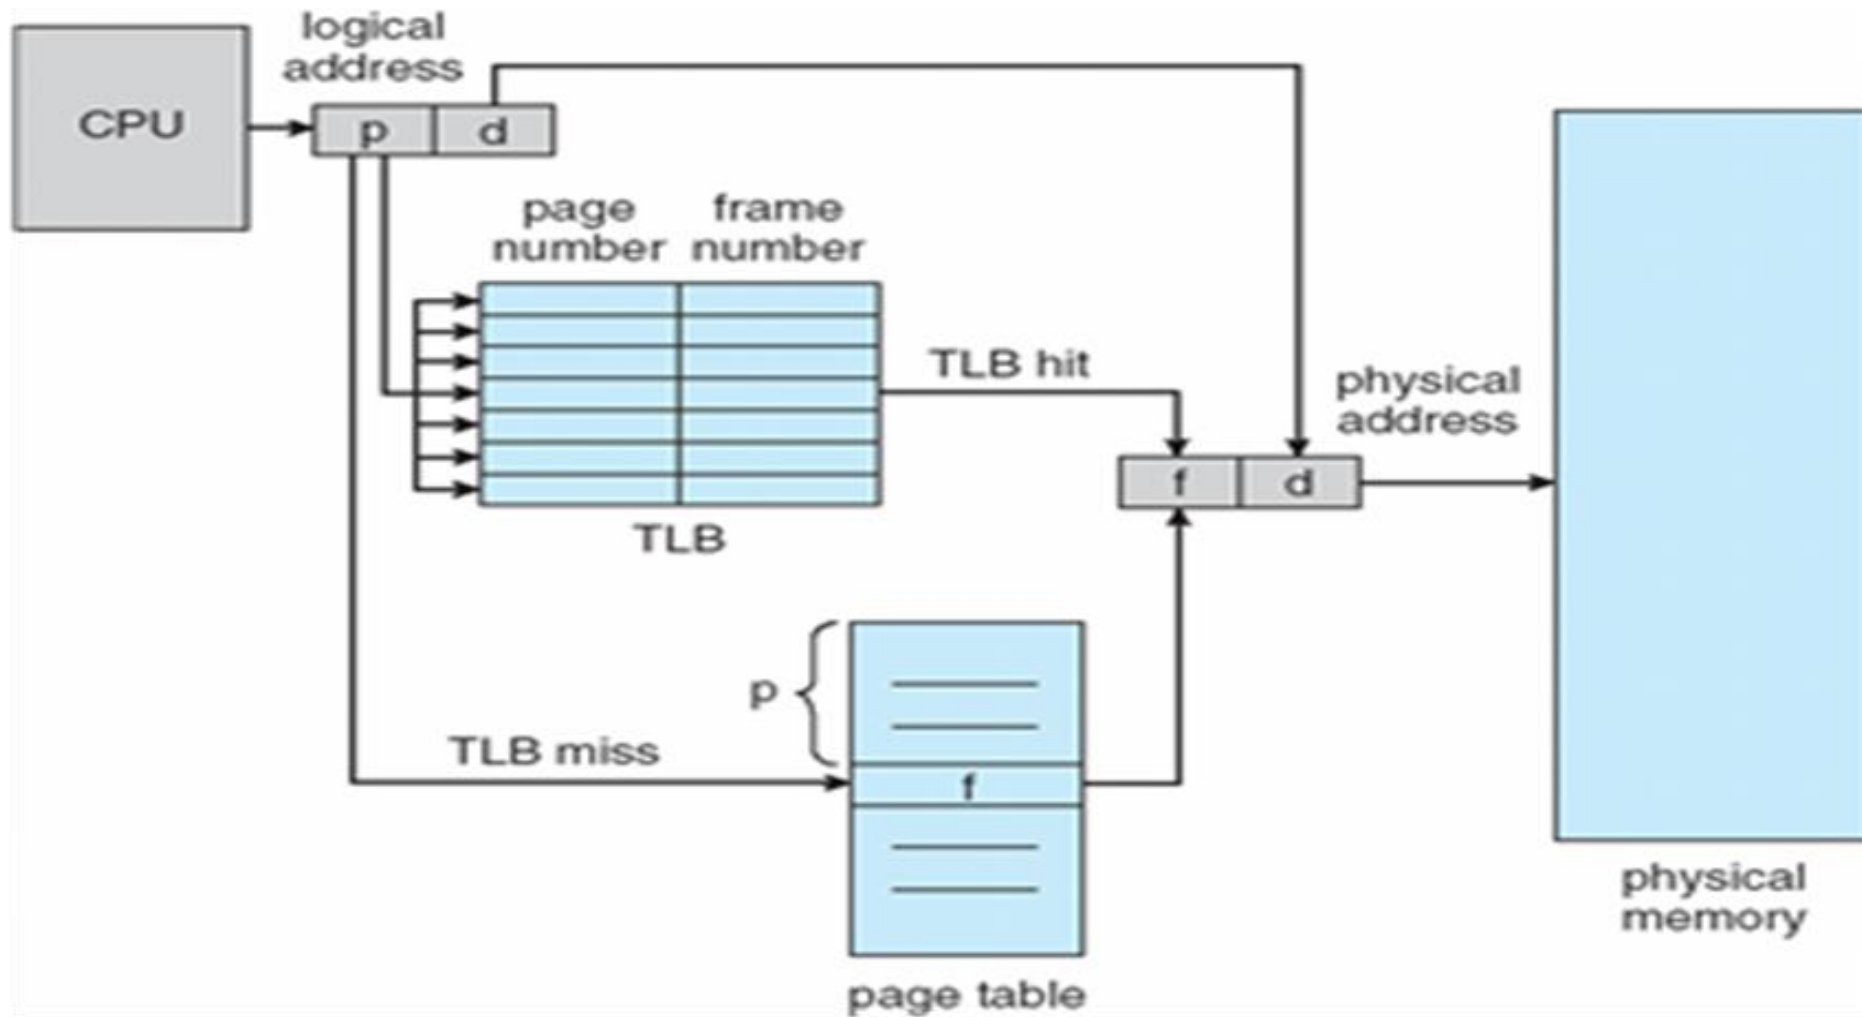 logical
address
CPU
p
d
page
number
frame
number
TLB hit
physical
address
f
d
TLB
p
TLB miss
f
physical
memory
page table